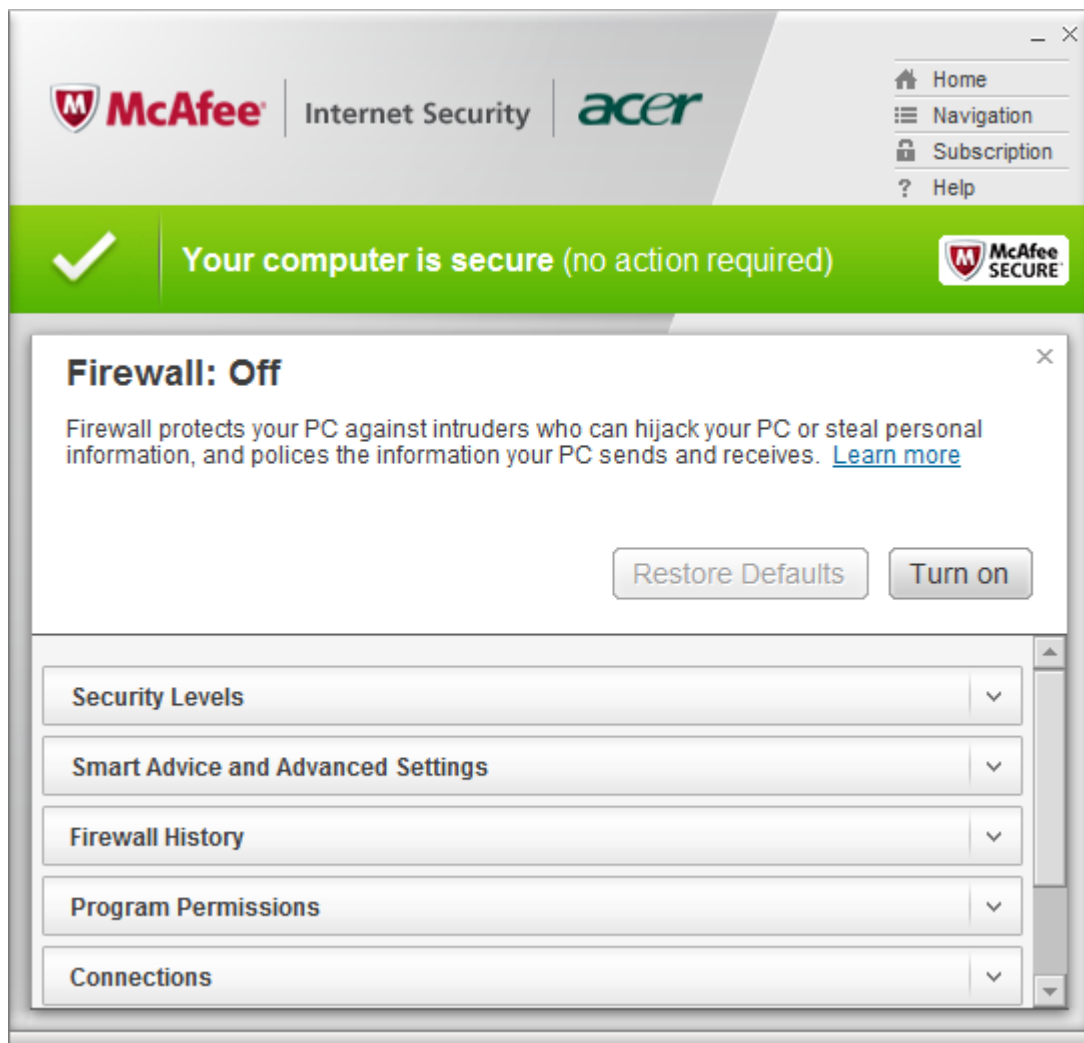 McAfee Internet Security acer
Home
Navigation
Subscription
? Help
Your computer is secure (no action required)
McAfee
SECURE
Firewall: Off
Firewall protects your PC against intruders who can hijack your PC or steal personal
information, and polices the information your PC sends and receives. Learn more
Restore Defaults
Turn on
Security Levels
Smart Advice and Advanced Settings
Firewall History
Program Permissions
Connections